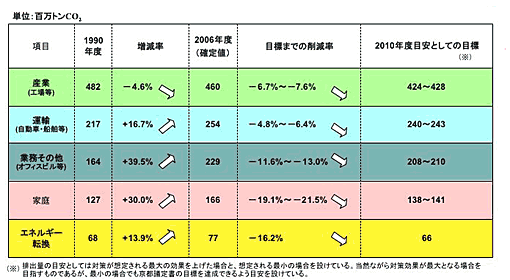 単位：百万トンCO₂
項目 1990年度 増減率 2006年度(確定値) 目標までの削減率 2010年度目安としての目標(※)
産業(工場等) 482 －4.6% 460 －6.7%～－7.6% 424～428
運輸(自動車・船舶等) 217 +16.7% 254 －4.8%～－6.4% 240～243
業務その他(オフィスビル等) 164 +39.5% 229 －11.6%～－13.0% 208～210
家庭 127 +30.0% 166 －19.1%～－21.5% 138～141
エネルギー転換 68 +13.9% 77 －16.2% 66
(※) 排出量の目安としては対策が想定される最大の効果を上げた場合と、想定される最小の場合を設けている。当然ながら対策効果が最大となる場合を
目指すものであるが、最小の場合でも京都議定書の目標を達成できるよう目安を設けている。